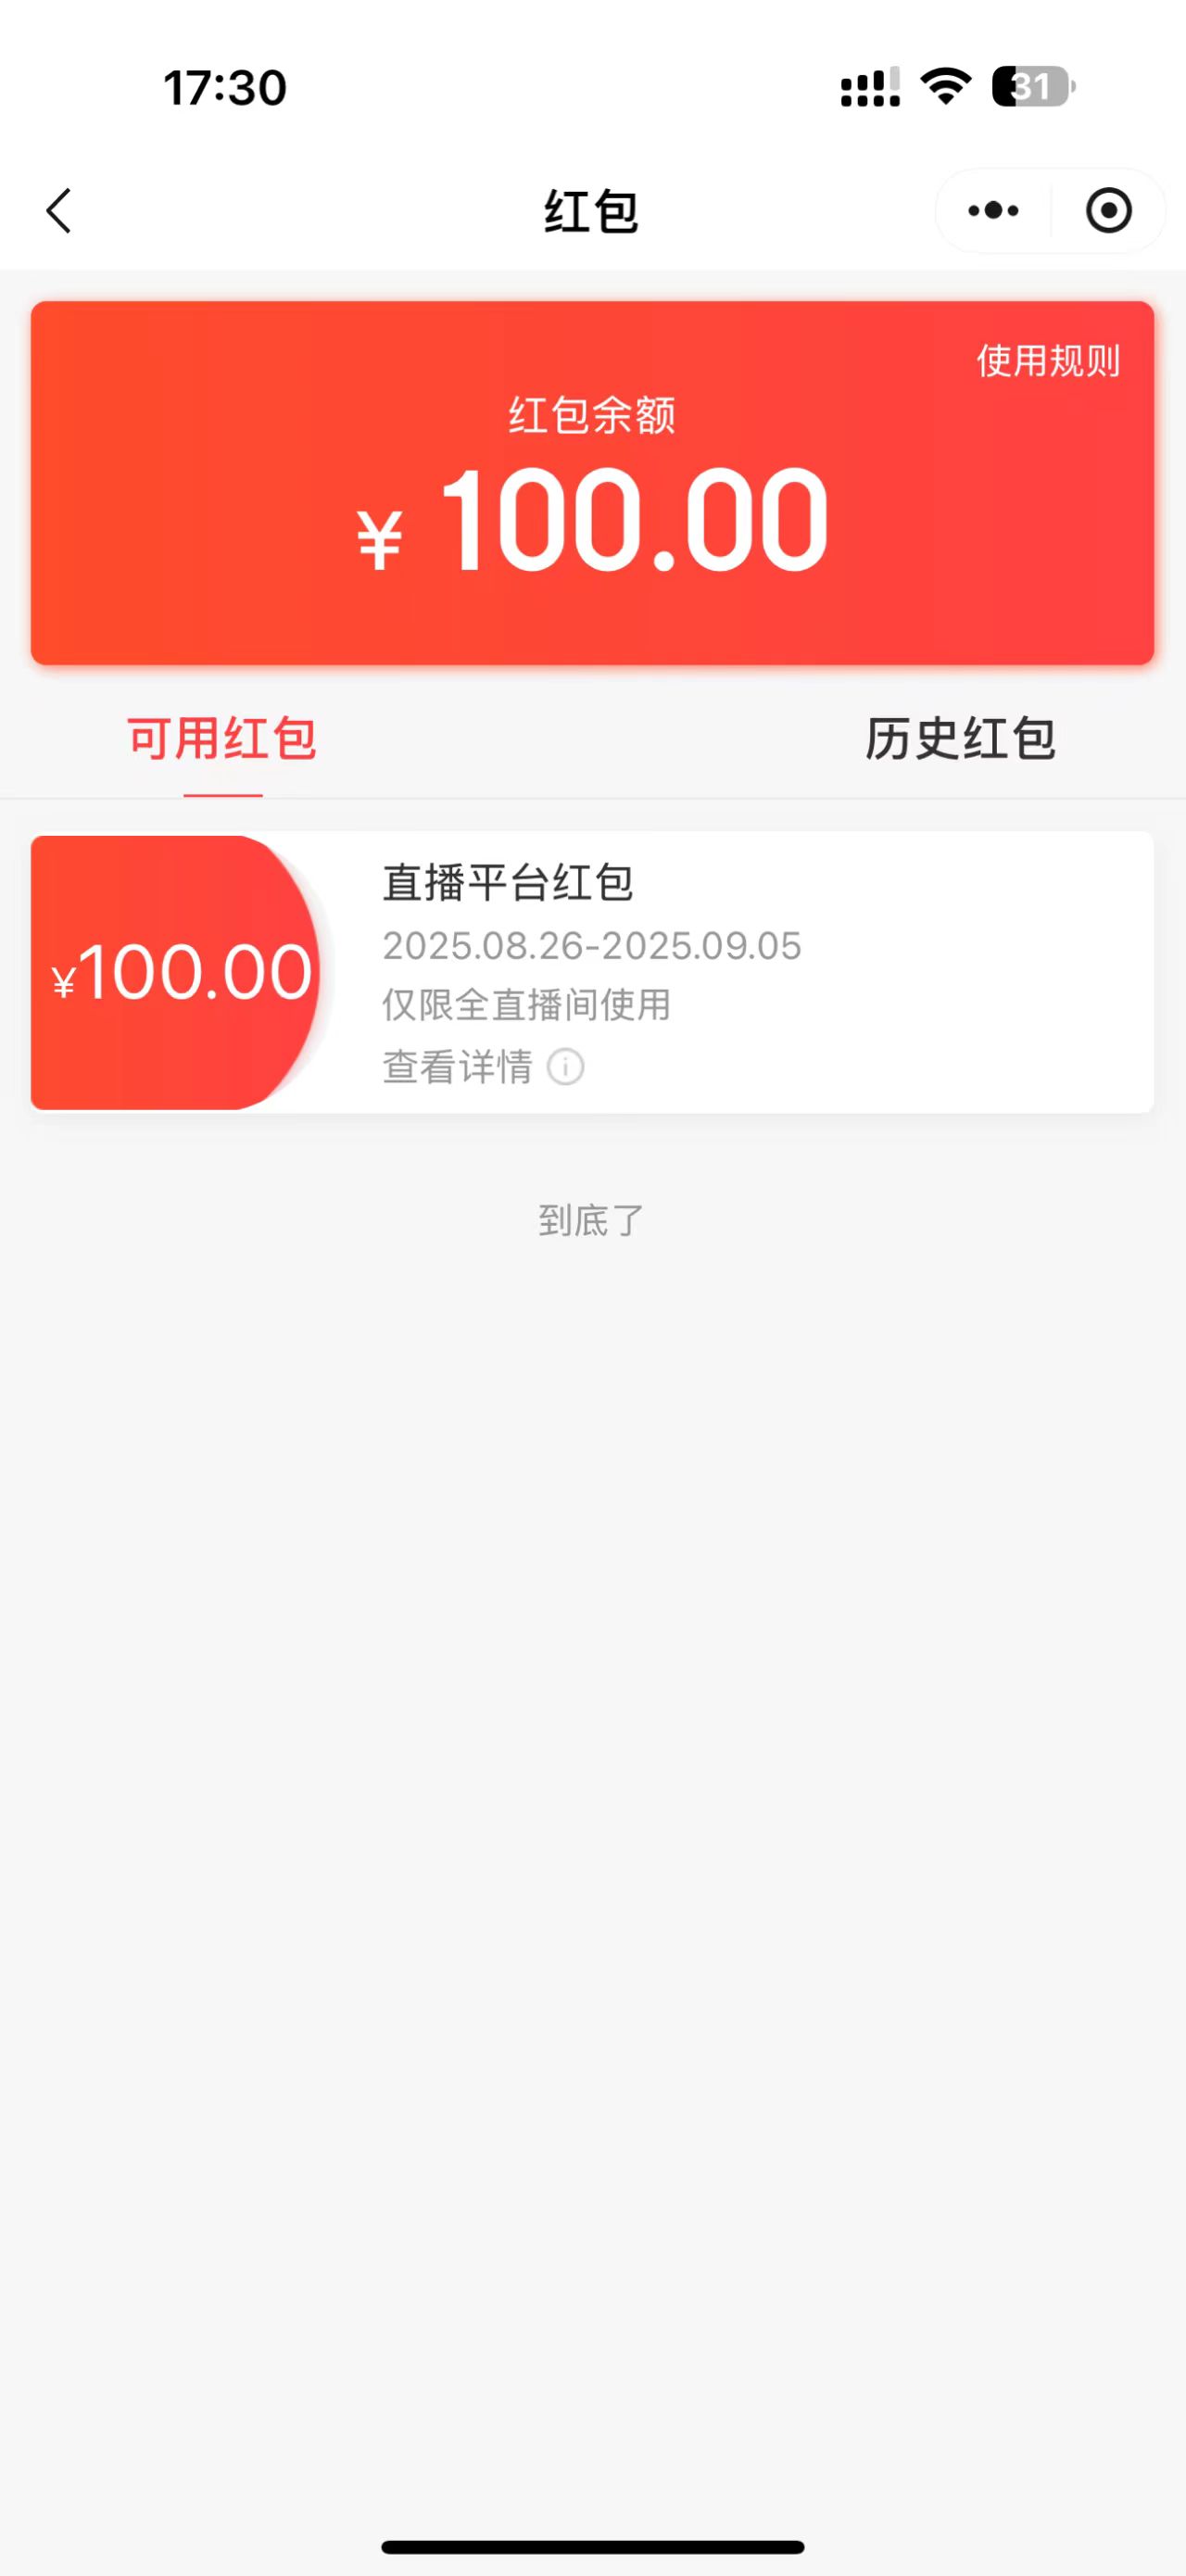 17:30
31
红包
使用规则
红包余额
¥ 100.00
可用红包
历史红包
¥100.00
直播平台红包
2025.08.26-2025.09.05
仅限全直播间使用
查看详情
到底了